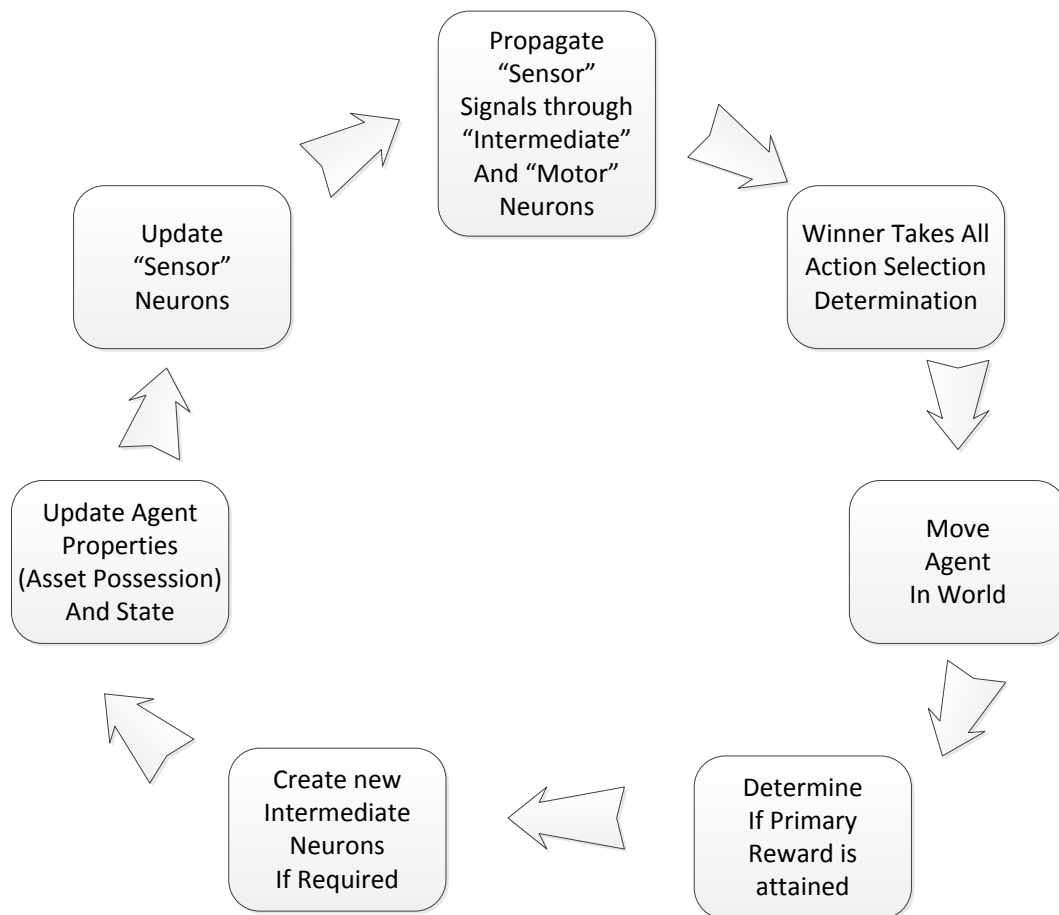 Propagate
“Sensor”
Signals through
“Intermediate”
And “Motor”
Neurons
Winner Takes All
Action Selection
Determination
Move
Agent
In World
Determine
If Primary
Reward is
attained
Create new
Intermediate
Neurons
If Required
Update Agent
Properties
(Asset Possession)
And State
Update
“Sensor”
Neurons